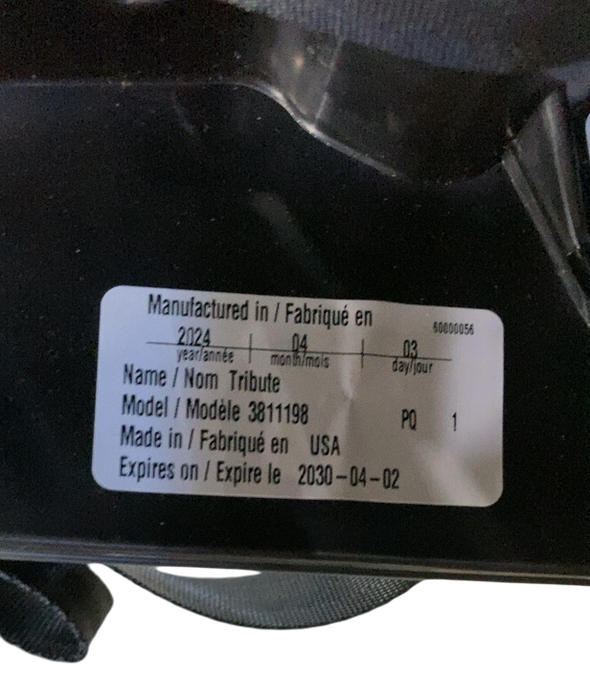 Manufactured in / Fabriqué en 60000056
2024 | 04 | 03
year/année month/mois day/jour
Name / Nom Tribute
Model / Modèle 3811198 PQ 1
Made in / Fabriqué en USA
Expires on / Expire le 2030-04-02